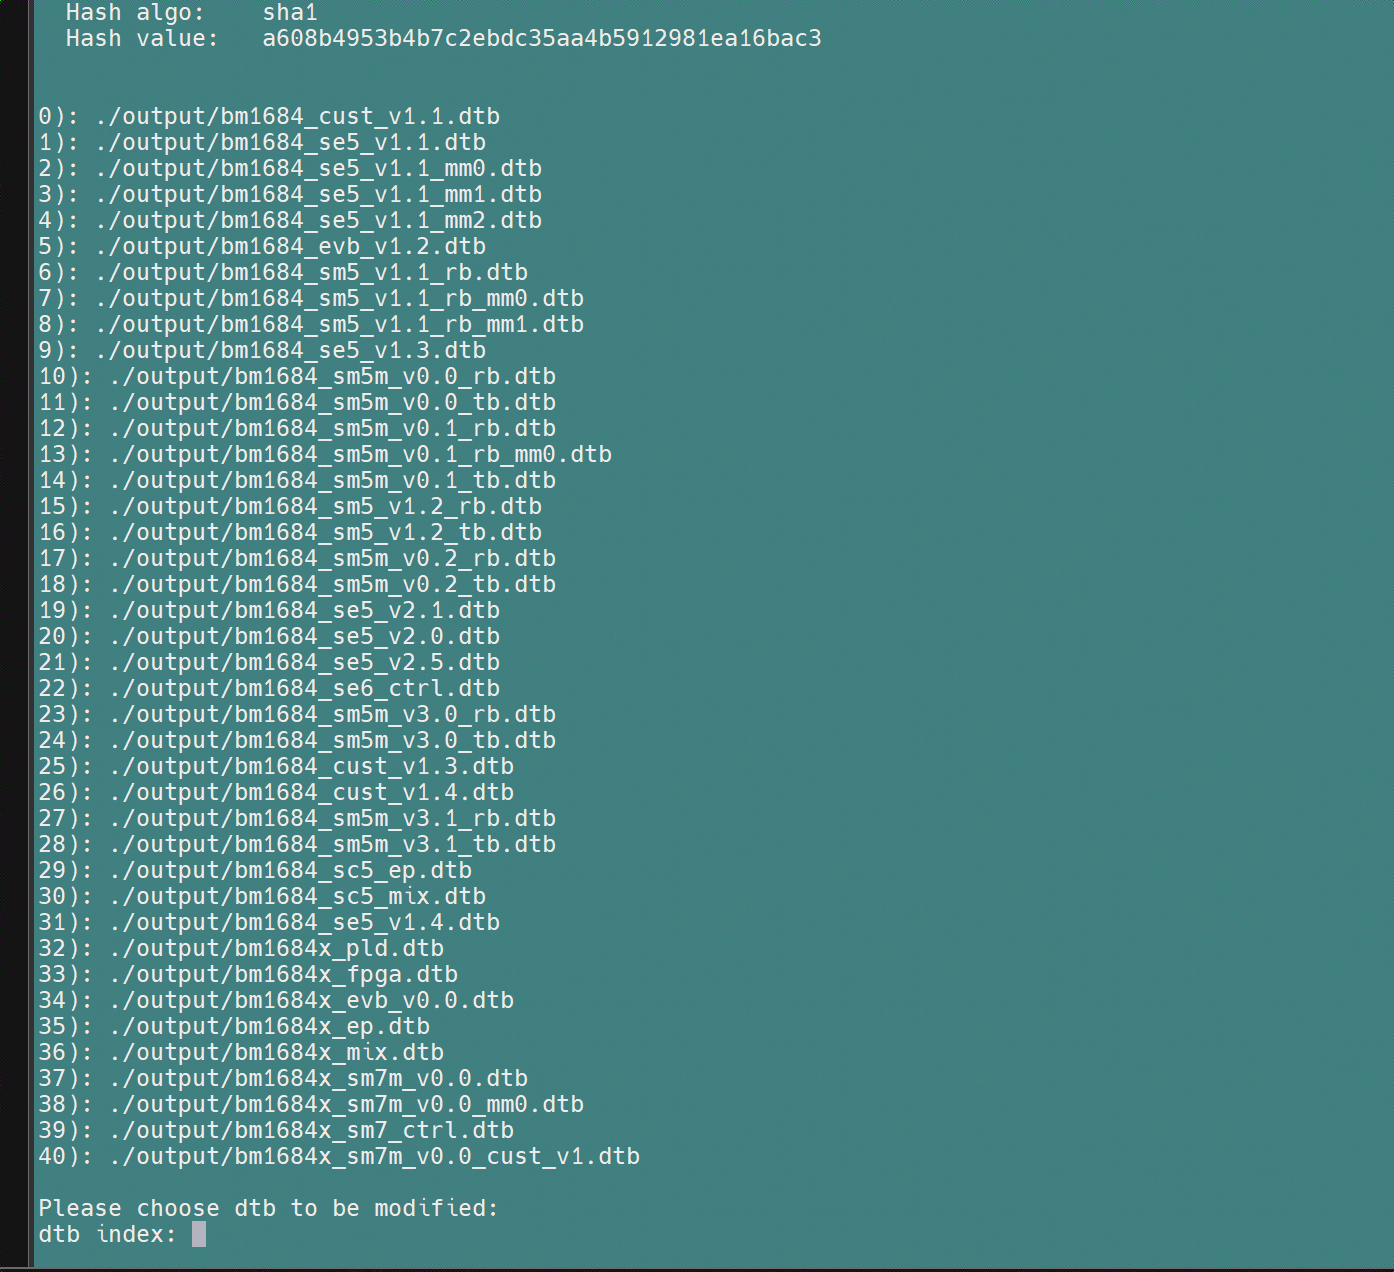 Hash algo:    sha1
Hash value:   a608b4953b4b7c2ebdc35aa4b5912981ea16bac3
0): ./output/bm1684_cust_v1.1.dtb
1): ./output/bm1684_se5_v1.1.dtb
2): ./output/bm1684_se5_v1.1_mm0.dtb
3): ./output/bm1684_se5_v1.1_mm1.dtb
4): ./output/bm1684_se5_v1.1_mm2.dtb
5): ./output/bm1684_evb_v1.2.dtb
6): ./output/bm1684_sm5_v1.1_rb.dtb
7): ./output/bm1684_sm5_v1.1_rb_mm0.dtb
8): ./output/bm1684_sm5_v1.1_rb_mm1.dtb
9): ./output/bm1684_se5_v1.3.dtb
10): ./output/bm1684_sm5m_v0.0_rb.dtb
11): ./output/bm1684_sm5m_v0.0_tb.dtb
12): ./output/bm1684_sm5m_v0.1_rb.dtb
13): ./output/bm1684_sm5m_v0.1_rb_mm0.dtb
14): ./output/bm1684_sm5m_v0.1_tb.dtb
15): ./output/bm1684_sm5_v1.2_rb.dtb
16): ./output/bm1684_sm5_v1.2_tb.dtb
17): ./output/bm1684_sm5m_v0.2_rb.dtb
18): ./output/bm1684_sm5m_v0.2_tb.dtb
19): ./output/bm1684_se5_v2.1.dtb
20): ./output/bm1684_se5_v2.0.dtb
21): ./output/bm1684_se5_v2.5.dtb
22): ./output/bm1684_se6_ctrl.dtb
23): ./output/bm1684_sm5m_v3.0_rb.dtb
24): ./output/bm1684_sm5m_v3.0_tb.dtb
25): ./output/bm1684_cust_v1.3.dtb
26): ./output/bm1684_cust_v1.4.dtb
27): ./output/bm1684_sm5m_v3.1_rb.dtb
28): ./output/bm1684_sm5m_v3.1_tb.dtb
29): ./output/bm1684_sc5_ep.dtb
30): ./output/bm1684_sc5_mix.dtb
31): ./output/bm1684_se5_v1.4.dtb
32): ./output/bm1684x_pld.dtb
33): ./output/bm1684x_fpga.dtb
34): ./output/bm1684x_evb_v0.0.dtb
35): ./output/bm1684x_ep.dtb
36): ./output/bm1684x_mix.dtb
37): ./output/bm1684x_sm7m_v0.0.dtb
38): ./output/bm1684x_sm7m_v0.0_mm0.dtb
39): ./output/bm1684x_sm7_ctrl.dtb
40): ./output/bm1684x_sm7m_v0.0_cust_v1.dtb
Please choose dtb to be modified:
dtb index: